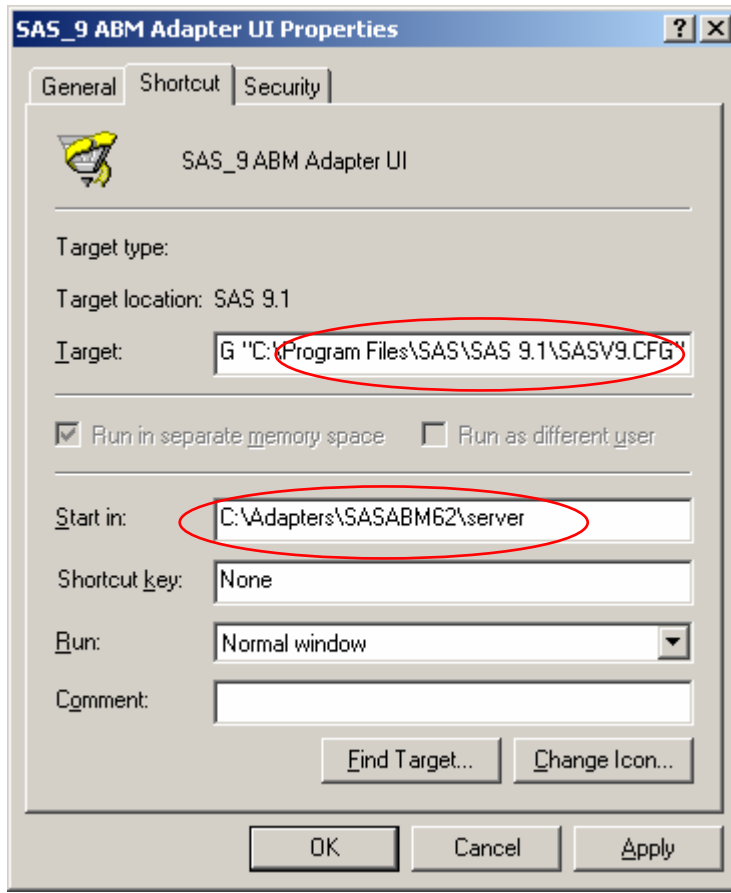 SAS_9 ABM Adapter UI Properties
General Shortcut Security
SAS_9 ABM Adapter UI
Target type:
Target location: SAS 9.1
Target: G "C:\Program Files\SAS\SAS 9.1\SASV9.CFG"
Run in separate memory space Run as different user
Start in: C:\Adapters\SASABM62\server
Shortcut key: None
Run: Normal window
Comment:
Find Target... Change Icon...
OK Cancel Apply